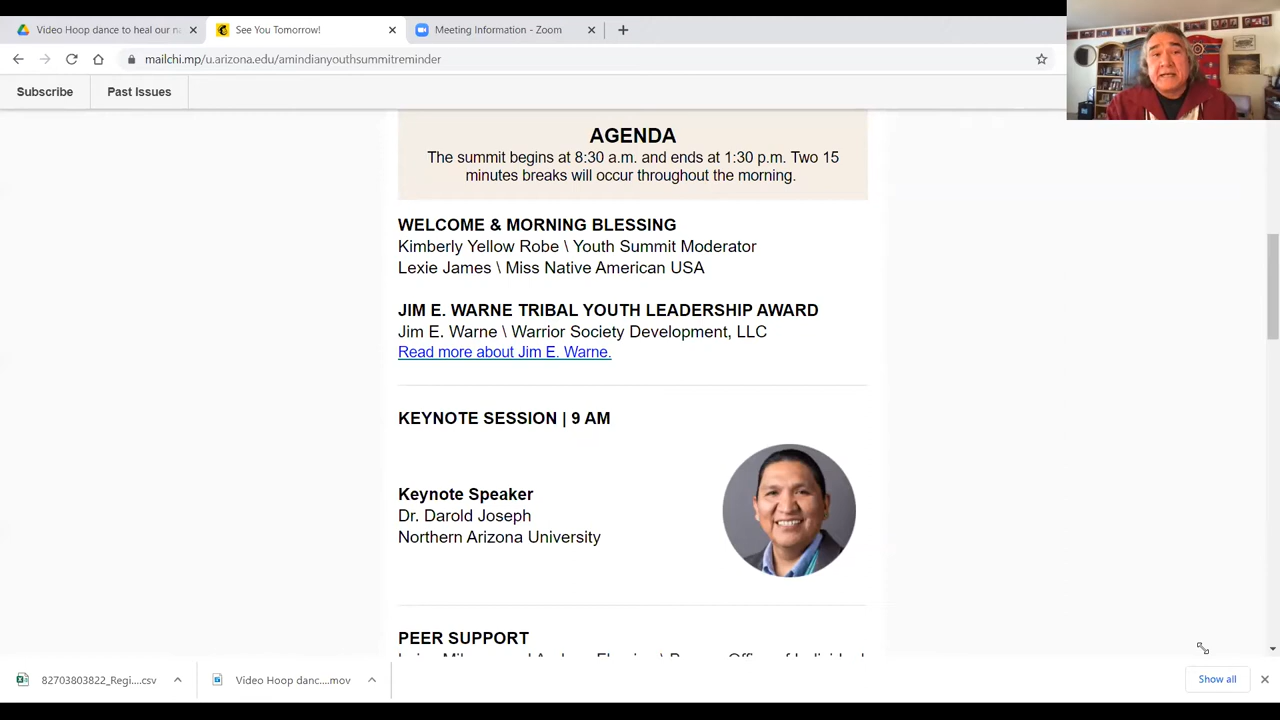 Video Hoop dance to heal our n
See You Tomorrow!
Meeting Information - Zoom
mailchi.mp/u.arizona.edu/amindianyouthsummitreminder
Subscribe
Past Issues
AGENDA
The summit begins at 8:30 a.m. and ends at 1:30 p.m. Two 15
minutes breaks will occur throughout the morning.
WELCOME & MORNING BLESSING
Kimberly Yellow Robe \ Youth Summit Moderator
Lexie James \ Miss Native American USA
JIM E. WARNE TRIBAL YOUTH LEADERSHIP AWARD
Jim E. Warne \ Warrior Society Development, LLC
Read more about Jim E. Warne.
KEYNOTE SESSION | 9 AM
Keynote Speaker
Dr. Darold Joseph
Northern Arizona University
PEER SUPPORT
82703803822_Regi....csv
Video Hoop danc....mov
Show all